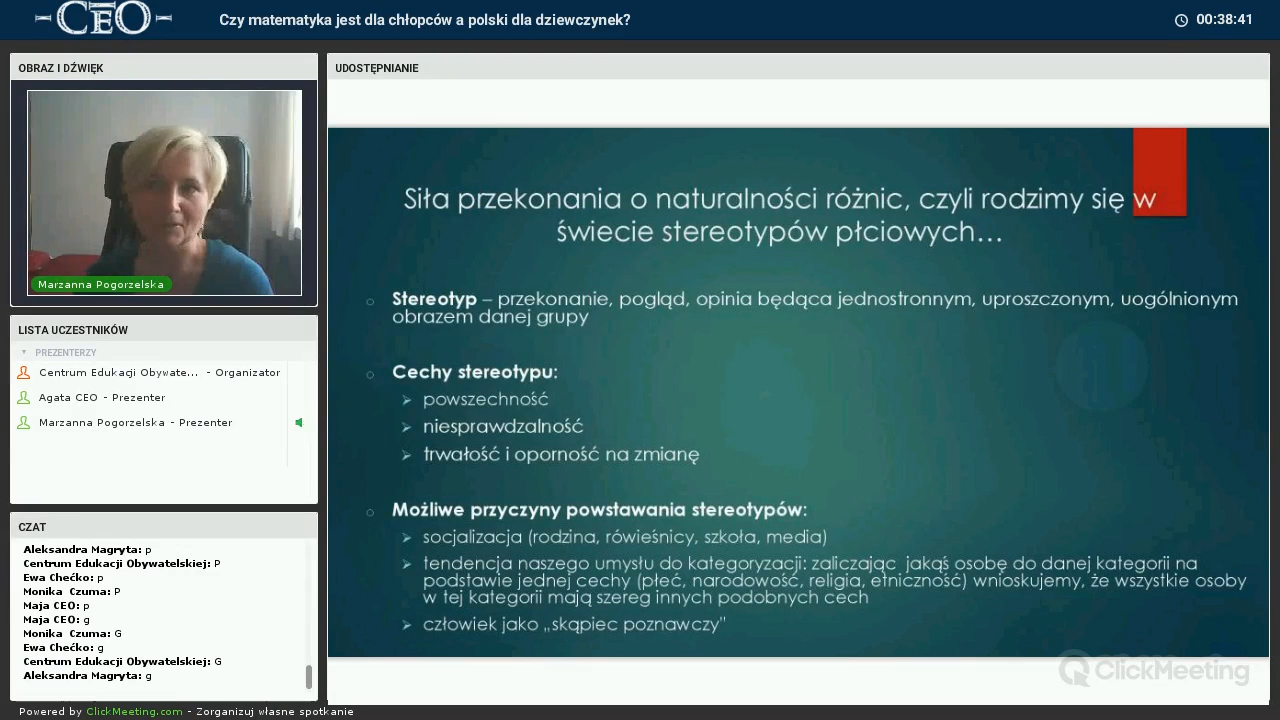 CEO
Czy matematyka jest dla chłopców a polski dla dziewczynek?
00:38:41
OBRAZ I DŹWIĘK
Marzanna Pogorzelska
LISTA UCZESTNIKÓW
PREZENTERZY
Centrum Edukacji Obywate... - Organizator
Agata CEO - Prezenter
Marzanna Pogorzelska - Prezenter
CZAT
Aleksandra Magryta: p
Centrum Edukacji Obywatelskiej: P
Ewa Chećko: p
Monika Czuma: P
Maja CEO: p
Maja CEO: g
Monika Czuma: G
Ewa Chećko: g
Centrum Edukacji Obywatelskiej: G
Aleksandra Magryta: g
UDOSTĘPNIANIE
Siła przekonania o naturalności różnic, czyli rodzimy się w
świecie stereotypów płciowych…
Stereotyp – przekonanie, pogląd, opinia będąca jednostronnym, uproszczonym, uogólnionym
obrazem danej grupy
Cechy stereotypu:
powszechność
niesprawdzalność
trwałość i oporność na zmianę
Możliwe przyczyny powstawania stereotypów:
socjalizacja (rodzina, rówieśnicy, szkoła, media)
tendencja naszego umysłu do kategoryzacji: zaliczając jakąś osobę do danej kategorii na
podstawie jednej cechy (płeć, narodowość, religia, etniczność) wnioskujemy, że wszystkie osoby
w tej kategorii mają szereg innych podobnych cech
człowiek jako „skąpiec poznawczy"
ClickMeeting
Powered by ClickMeeting.com - Zorganizuj własne spotkanie